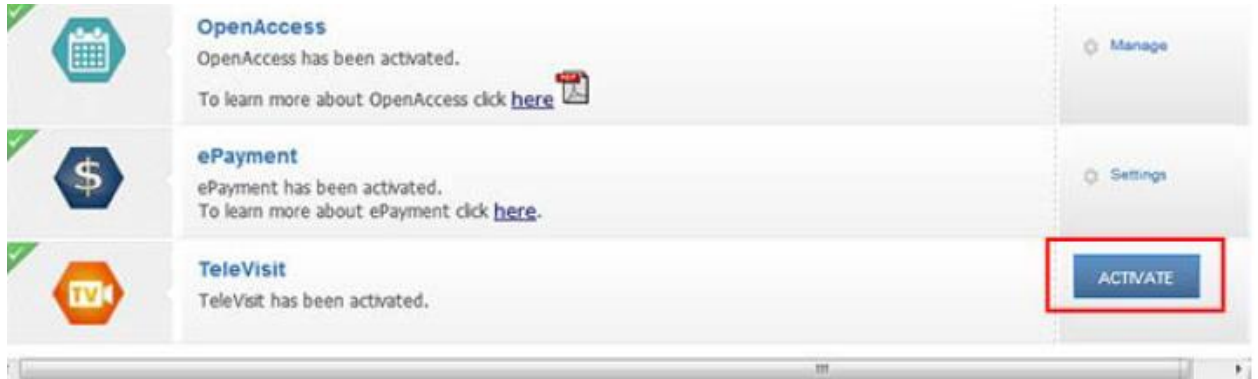 OpenAccess
OpenAccess has been activated.
Manage
To learn more about OpenAccess click here
ePayment
ePayment has been activated.
Settings
To learn more about ePayment click here.
TV
TeleVisit
TeleVisit has been activated.
ACTIVATE